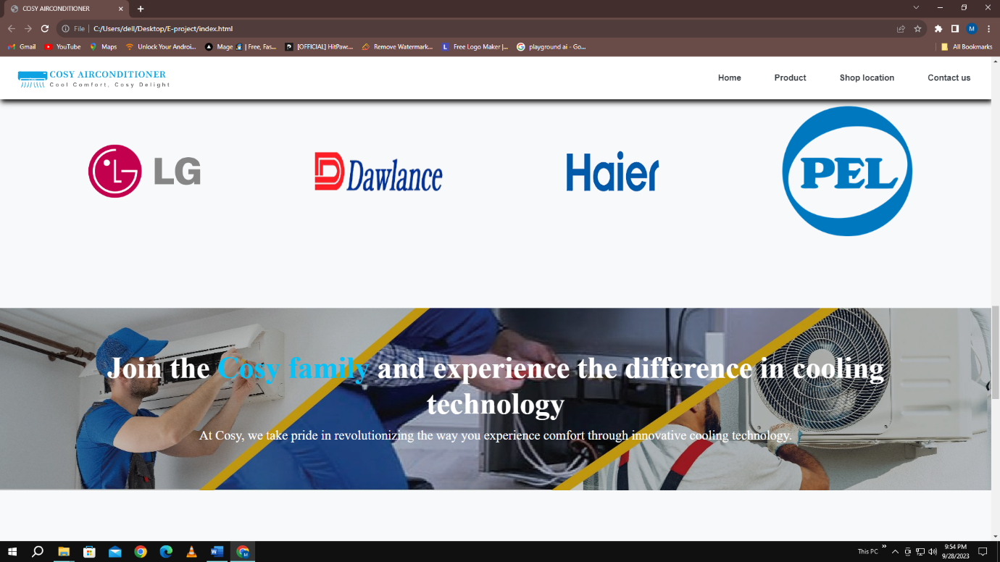 COSY AIRCONDITIONER
File
C:/Users/dell/Desktop/E-project/index.html
M
Gmail
YouTube
Maps
Unlock Your Androi...
Mage | Free, Fas...
[OFFICIAL] HitPaw:...
Remove Watermark...
L
Free Logo Maker |...
G
playground ai - Go...
All Bookmarks
COSY AIRCONDITIONER
Cool Comfort, Cosy Delight
Home
Product
Shop location
Contact us
LG
Dawlance
Haier
PEL
Join the Cosy family and experience the difference in cooling
technology
At Cosy, we take pride in revolutionizing the way you experience comfort through innovative cooling technology.
This PC
9:54 PM
9/28/2023